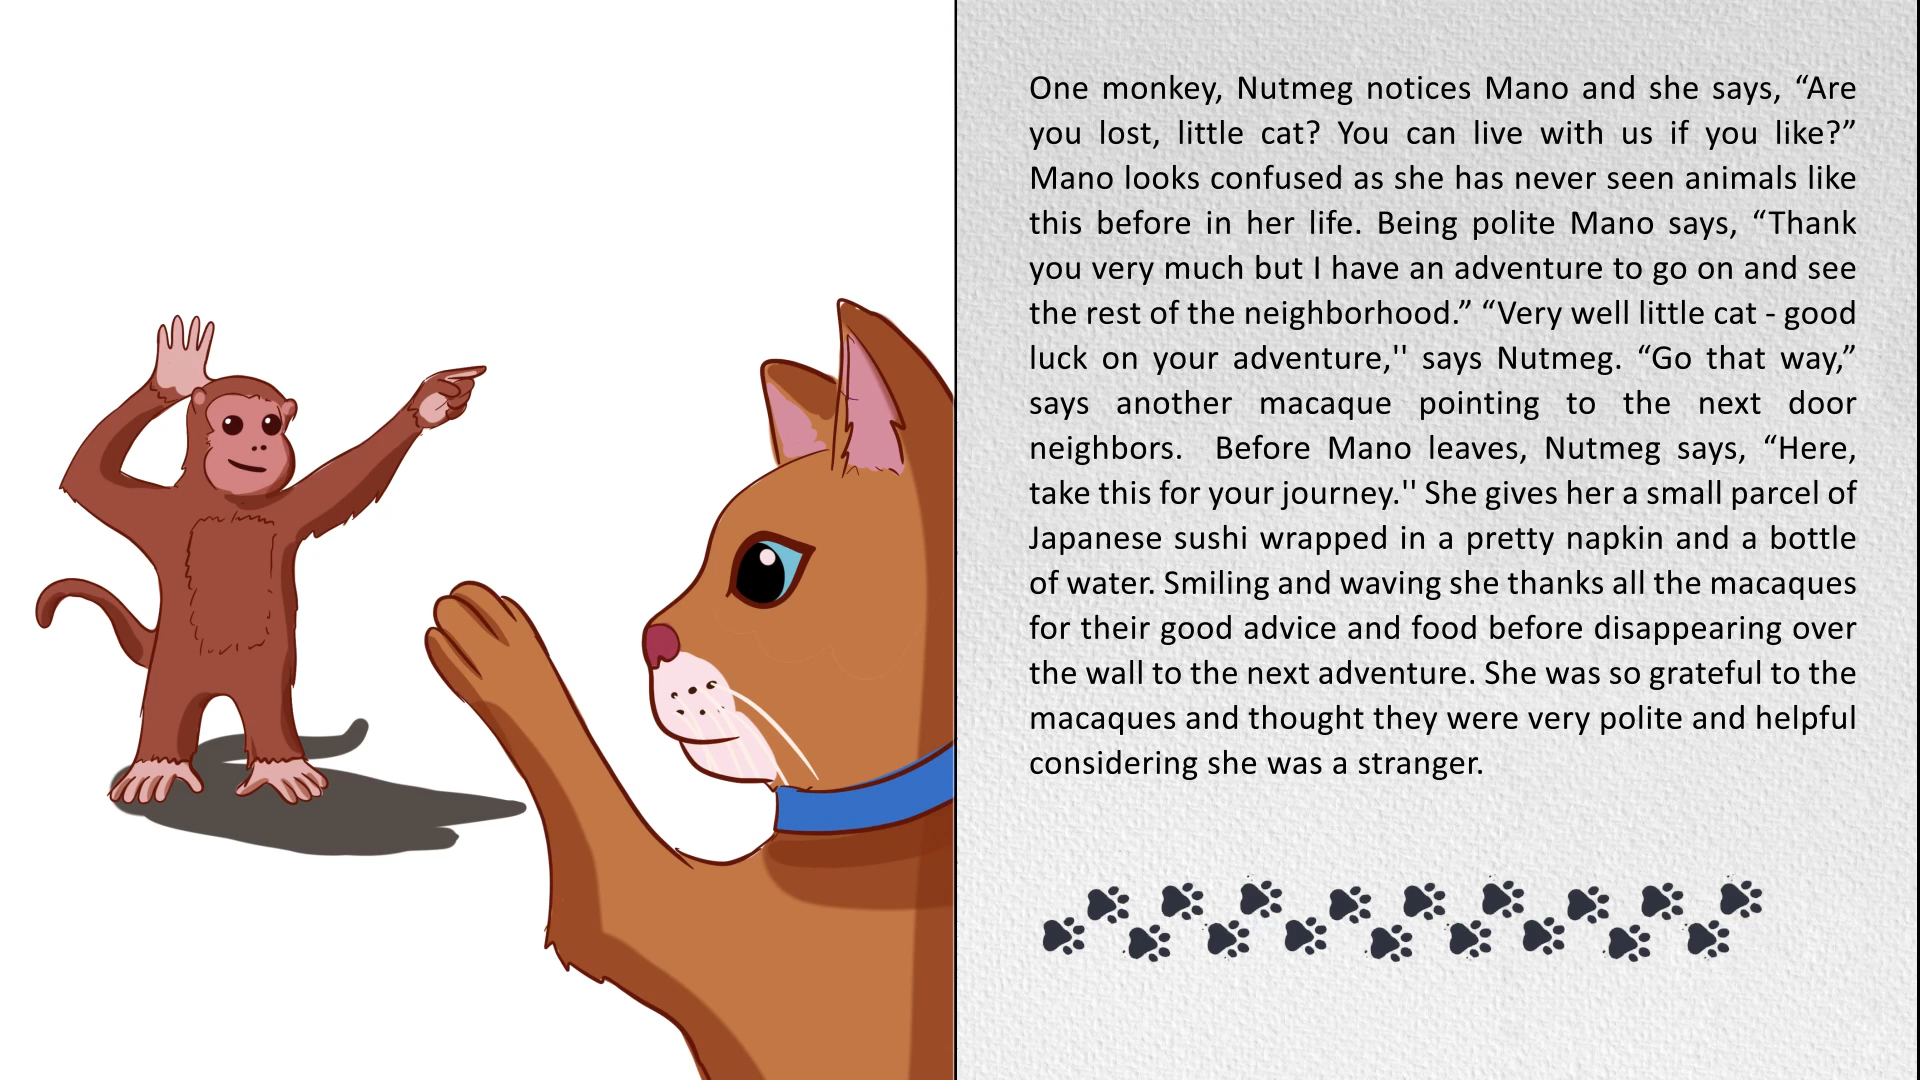 One monkey, Nutmeg notices Mano and she says, “Are
you lost, little cat? You can live with us if you like?”
Mano looks confused as she has never seen animals like
this before in her life. Being polite Mano says, “Thank
you very much but I have an adventure to go on and see
the rest of the neighborhood.” “Very well little cat - good
luck on your adventure,'' says Nutmeg. “Go that way,”
says another macaque pointing to the next door
neighbors.  Before Mano leaves, Nutmeg says, “Here,
take this for your journey.'' She gives her a small parcel of
Japanese sushi wrapped in a pretty napkin and a bottle
of water. Smiling and waving she thanks all the macaques
for their good advice and food before disappearing over
the wall to the next adventure. She was so grateful to the
macaques and thought they were very polite and helpful
considering she was a stranger.